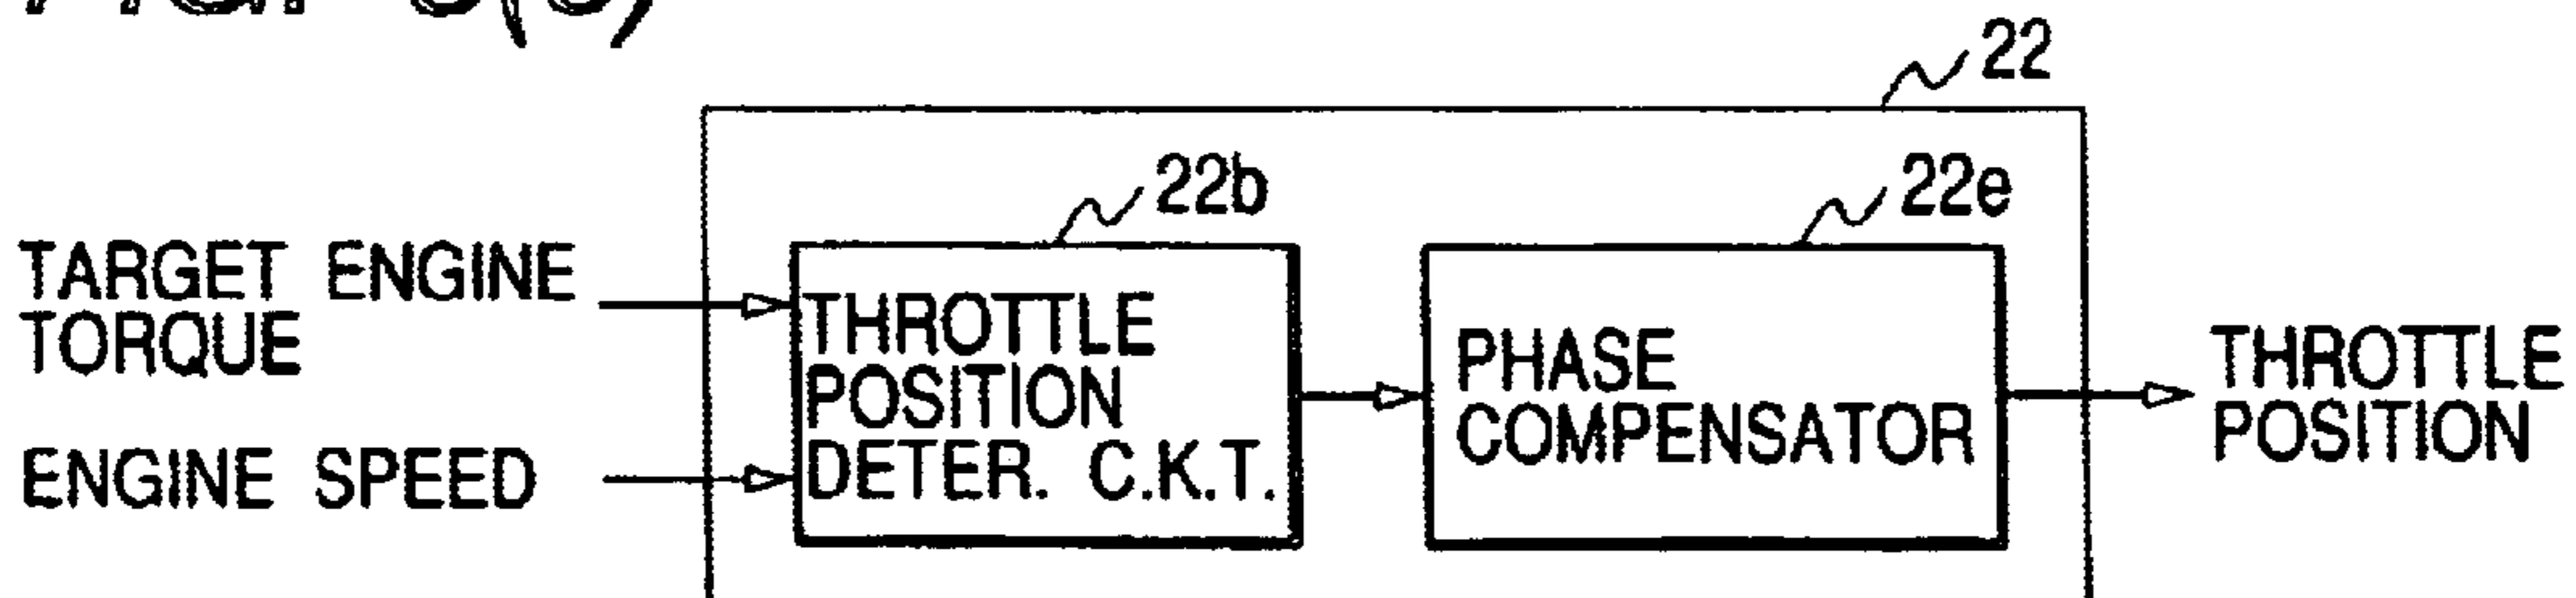 22
22b
22e
TARGET ENGINE
TORQUE
ENGINE SPEED
THROTTLE
POSITION
DETER. C.K.T.
PHASE
COMPENSATOR
THROTTLE
POSITION